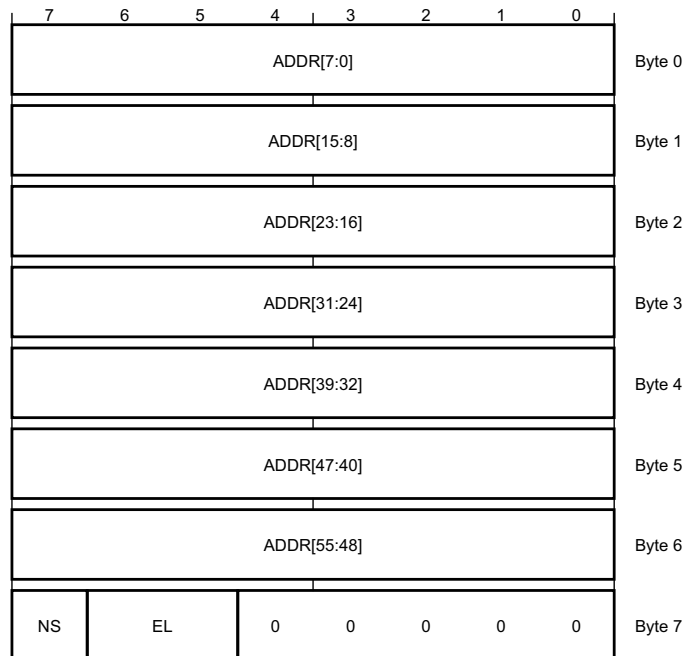 7 6 5 4 3 2 1 0
ADDR[7:0] Byte 0
ADDR[15:8] Byte 1
ADDR[23:16] Byte 2
ADDR[31:24] Byte 3
ADDR[39:32] Byte 4
ADDR[47:40] Byte 5
ADDR[55:48] Byte 6
NS EL 0 0 0 0 0 Byte 7